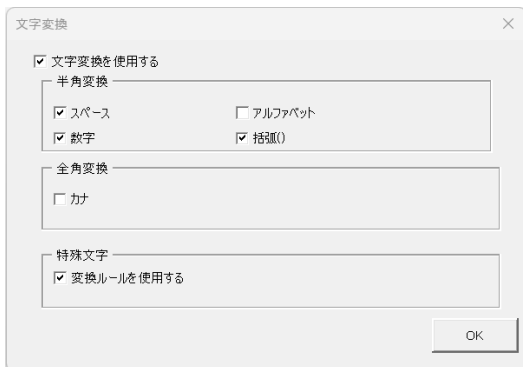 文字変換
文字変換を使用する
半角変換
スペース
アルファベット
数字
括弧()
全角変換
カナ
特殊文字
変換ルールを使用する
OK